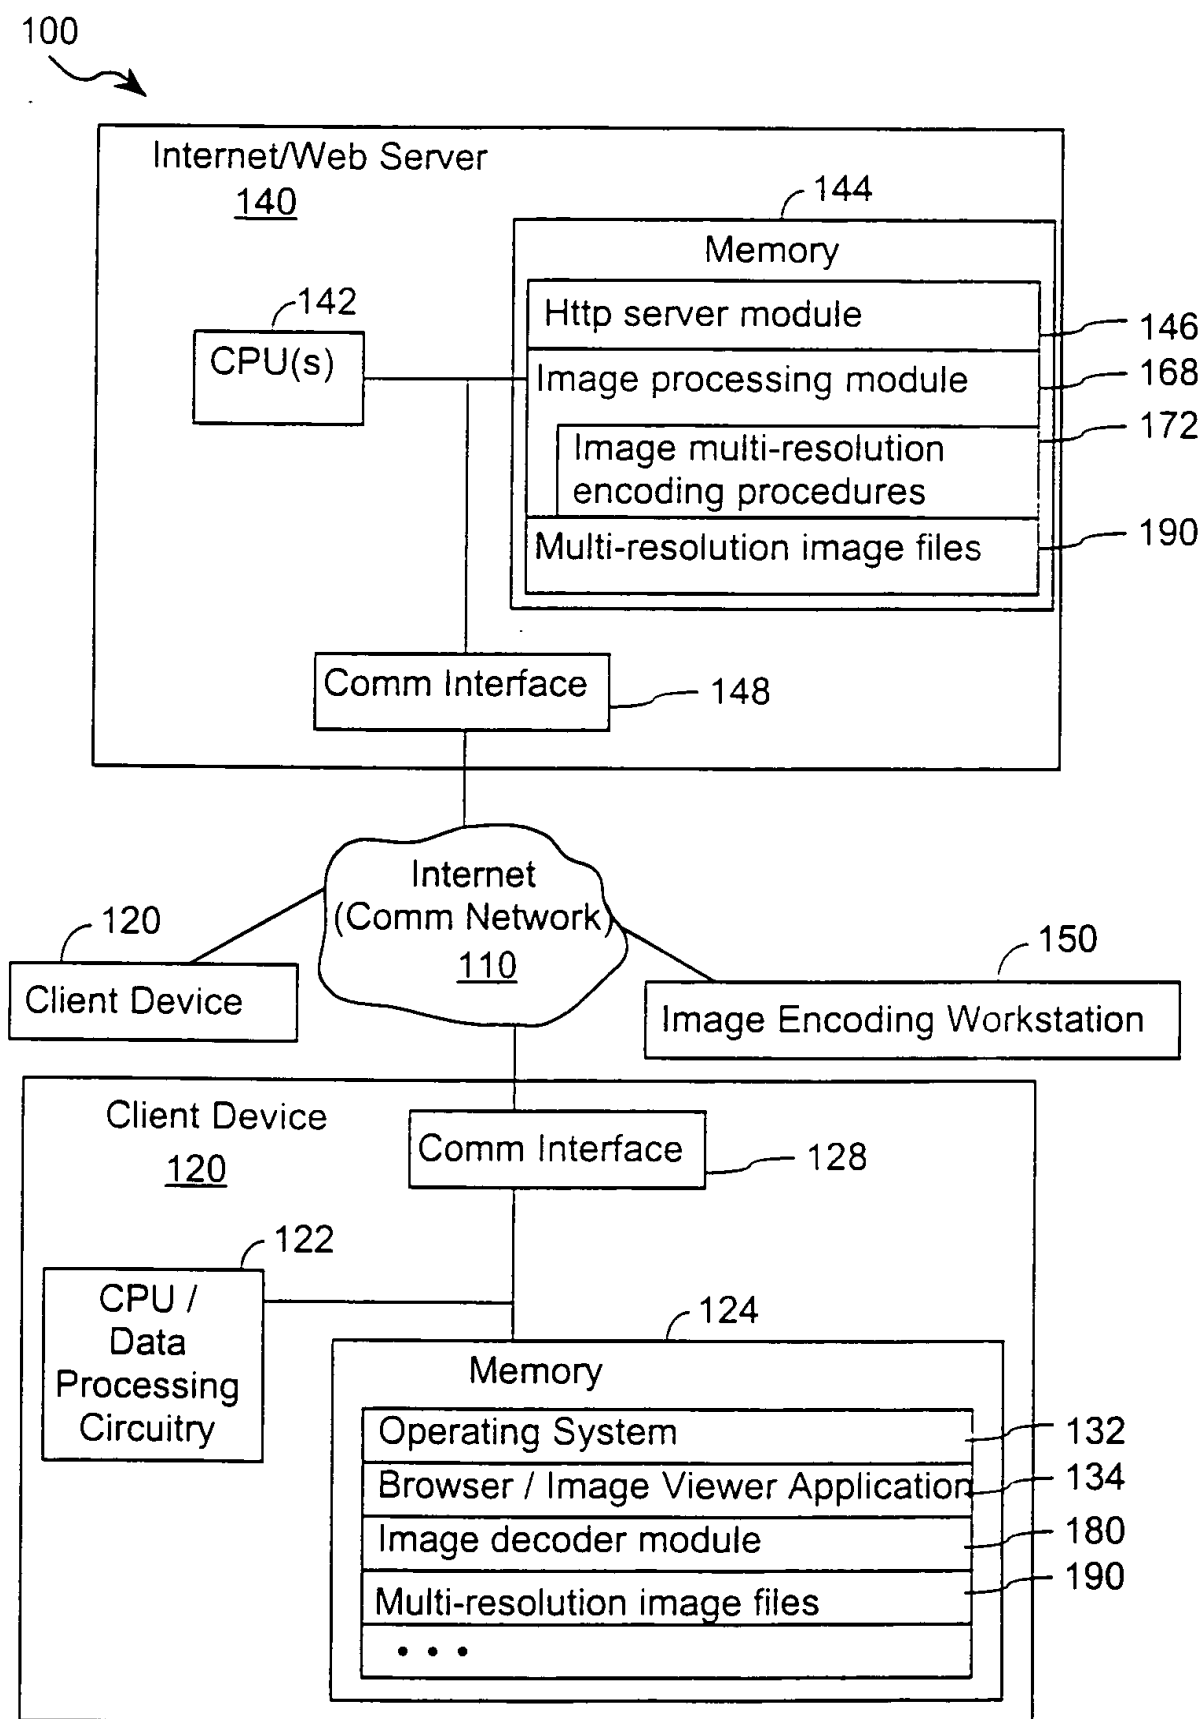 100
Internet/Web Server
140
144
Memory
142
CPU(s)
Http server module
146
Image processing module
168
172
Image multi-resolution
encoding procedures
Multi-resolution image files
190
Comm Interface
148
Internet
(Comm Network)
110
120
Client Device
150
Image Encoding Workstation
Client Device
120
Comm Interface
128
122
CPU /
Data
Processing
Circuitry
124
Memory
Operating System
132
Browser / Image Viewer Application
134
Image decoder module
180
Multi-resolution image files
190
• • •